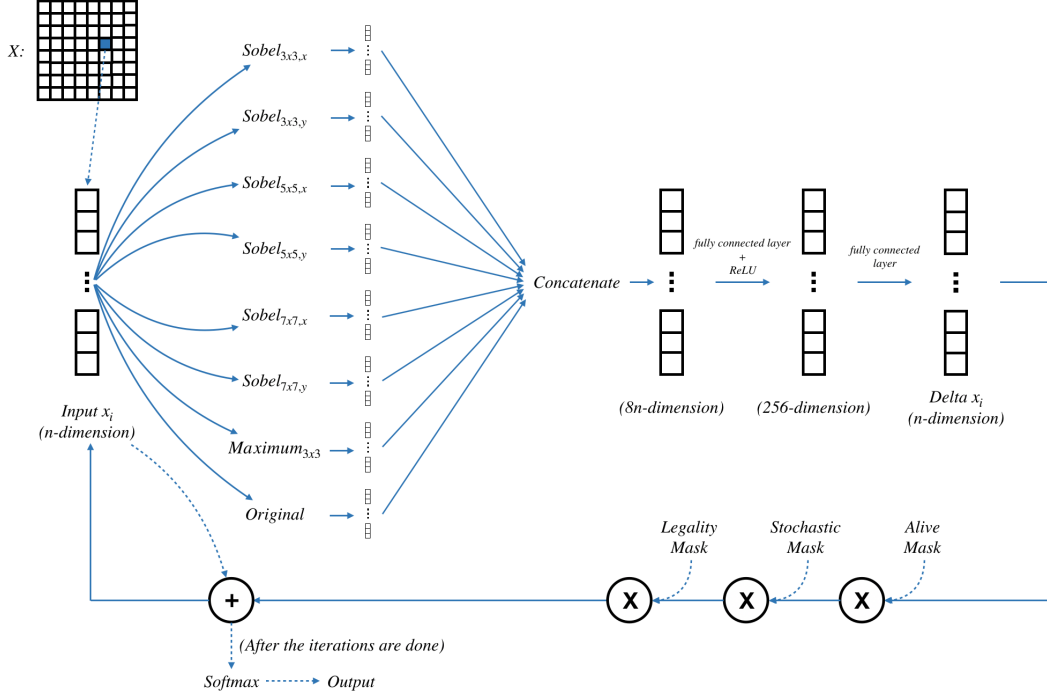 X:
Sobel3x3,x
Sobel3x3,y
Sobel5x5,x
Sobel5x5,y
Sobel7x7,x
Sobel7x7,y
Maximum3x3
Original
Input xi
(n-dimension)
Concatenate
(8n-dimension)
fully connected layer
+
ReLU
(256-dimension)
fully connected
layer
Delta xi
(n-dimension)
Legality
Mask
Stochastic
Mask
Alive
Mask
X
X
X
+
(After the iterations are done)
Softmax
Output